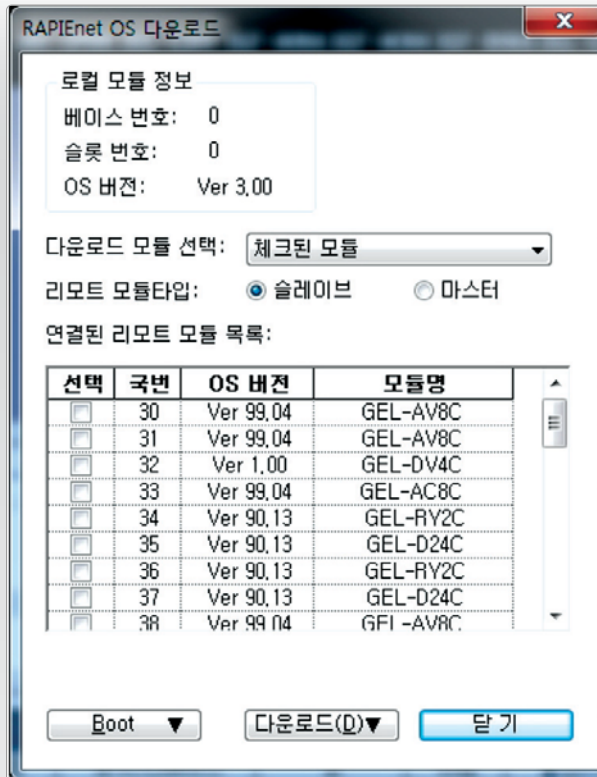 RAPIEnet OS 다운로드
로컬 모듈 정보
베이스 번호: 0
슬롯 번호: 0
OS 버전: Ver 3,00
다운로드 모듈 선택: 체크된 모듈
리모트 모듈타입: 슬레이브 마스터
연결된 리모트 모듈 목록:
선택 국번 OS 버전 모듈명
30 Ver 99,04 GEL-AV8C
31 Ver 99,04 GEL-AV8C
32 Ver 1,00 GEL-DV4C
33 Ver 99,04 GEL-AC8C
34 Ver 90,13 GEL-RY2C
35 Ver 90,13 GEL-D24C
36 Ver 90,13 GEL-RY2C
37 Ver 90,13 GEL-D24C
38 Ver 99,04 GEL-AV8C
Boot ▼ 다운로드(D)▼ 닫 기